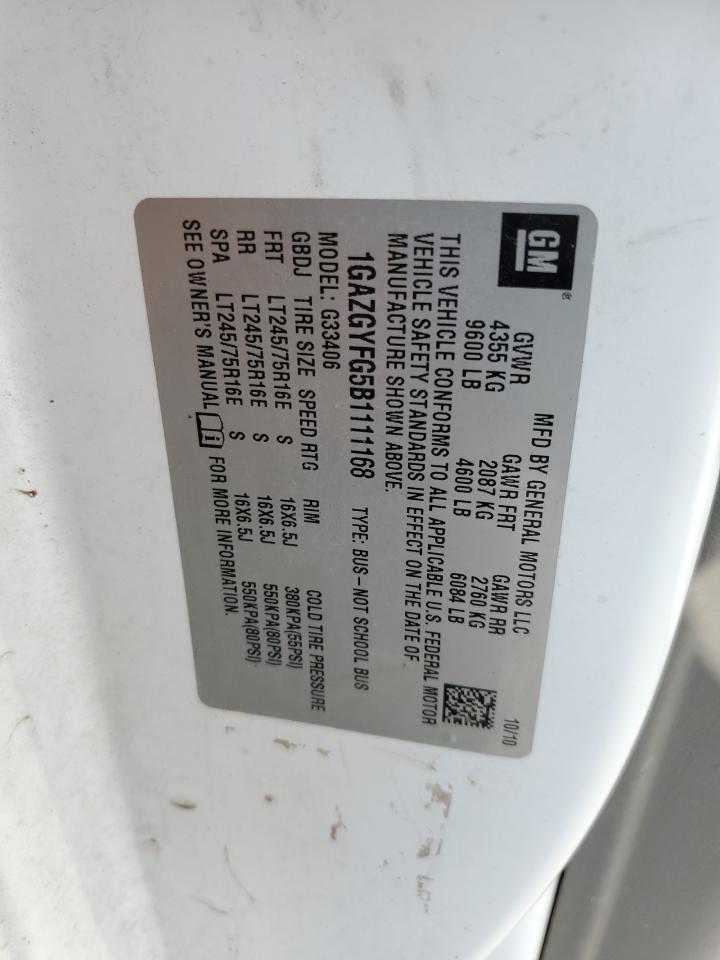 GM®
MFD BY GENERAL MOTORS LLC 10/10
GVWR GAWR FRT GAWR RR
4355 KG 2087 KG 2760 KG
9600 LB 4600 LB 6084 LB
THIS VEHICLE CONFORMS TO ALL APPLICABLE U.S. FEDERAL MOTOR
VEHICLE SAFETY STANDARDS IN EFFECT ON THE DATE OF
MANUFACTURE SHOWN ABOVE.
1GAZGYFG5B1111168 TYPE: BUS–NOT SCHOOL BUS
MODEL: G33406
GBDJ TIRE SIZE SPEED RTG RIM COLD TIRE PRESSURE
FRT LT245/75R16E S 16X6.5J 380KPA(55PSI)
RR LT245/75R16E S 16X6.5J 550KPA(80PSI)
SPA LT245/75R16E S 16X6.5J 550KPA(80PSI)
SEE OWNER'S MANUAL FOR MORE INFORMATION.